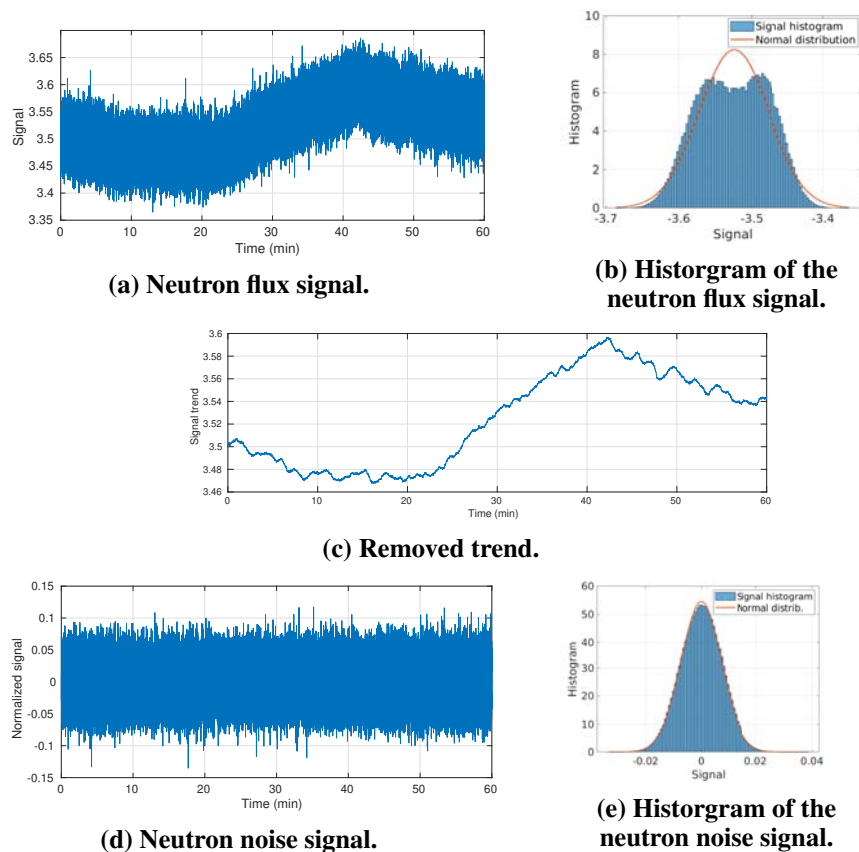 3.65
3.6
3.55
3.5
3.45
3.4
3.35
Signal
0 10 20 30 40 50 60
Time (min)
(a) Neutron flux signal.
10
8
6
4
2
0
Histogram
Signal histogram
Normal distribution
-3.7 -3.6 -3.5 -3.4
Signal
(b) Historgram of the
neutron flux signal.
3.6
3.58
3.56
3.54
3.52
3.5
3.48
3.46
Signal trend
0 10 20 30 40 50 60
Time (min)
(c) Removed trend.
0.15
0.1
0.05
0
-0.05
-0.1
-0.15
Normalized signal
0 10 20 30 40 50 60
Time (min)
(d) Neutron noise signal.
60
50
40
30
20
10
0
Histogram
Signal histogram
Normal distrib.
-0.02 0 0.02 0.04
Signal
(e) Historgram of the
neutron noise signal.